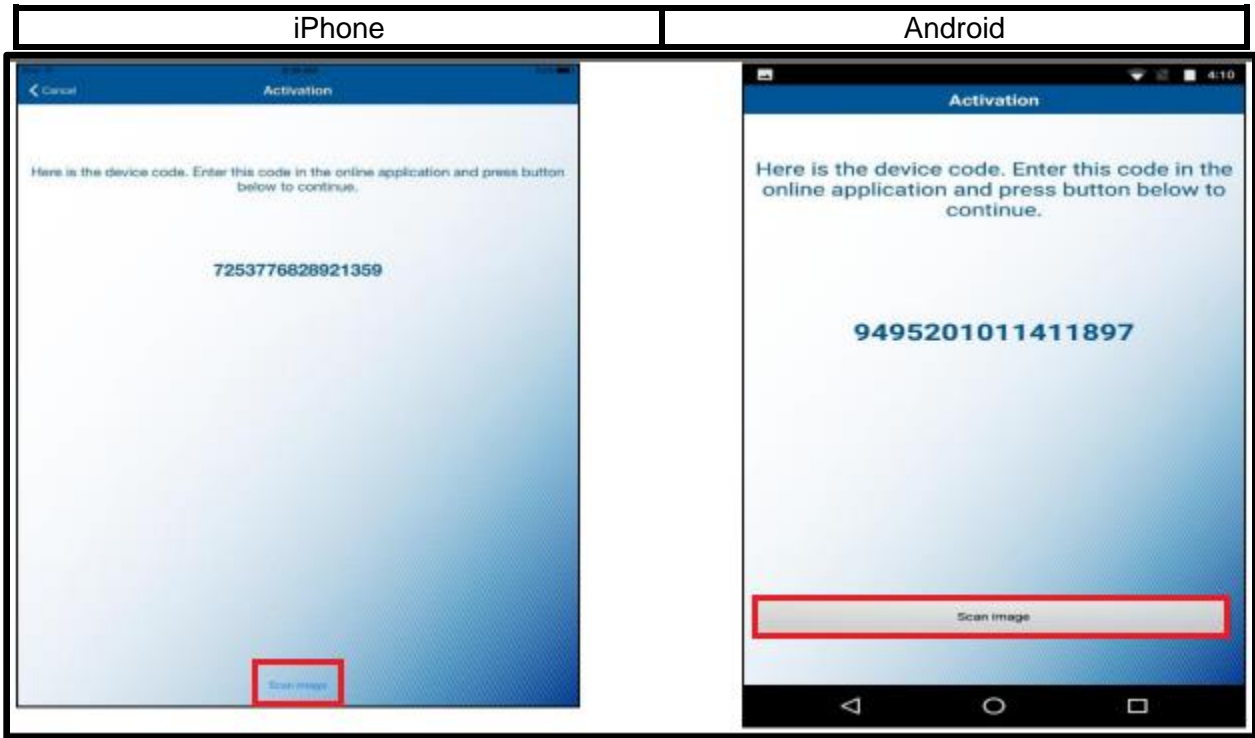 iPhone
Android
Cancel
Activation
Here is the device code. Enter this code in the online application and press button
below to continue.
7253776828921359
Scan image
4:10
Activation
Here is the device code. Enter this code in the
online application and press button below to
continue.
9495201011411897
Scan image